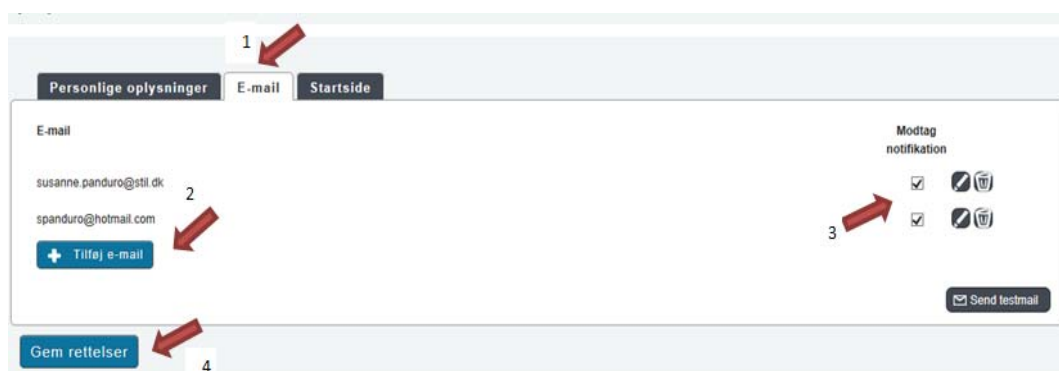 1
Personlige oplysninger E-mail Startside
E-mail
Modtag
notifikation
susanne.panduro@stil.dk
2
spanduro@hotmail.com
3
Tilføj e-mail
Send testmail
Gem rettelser
4